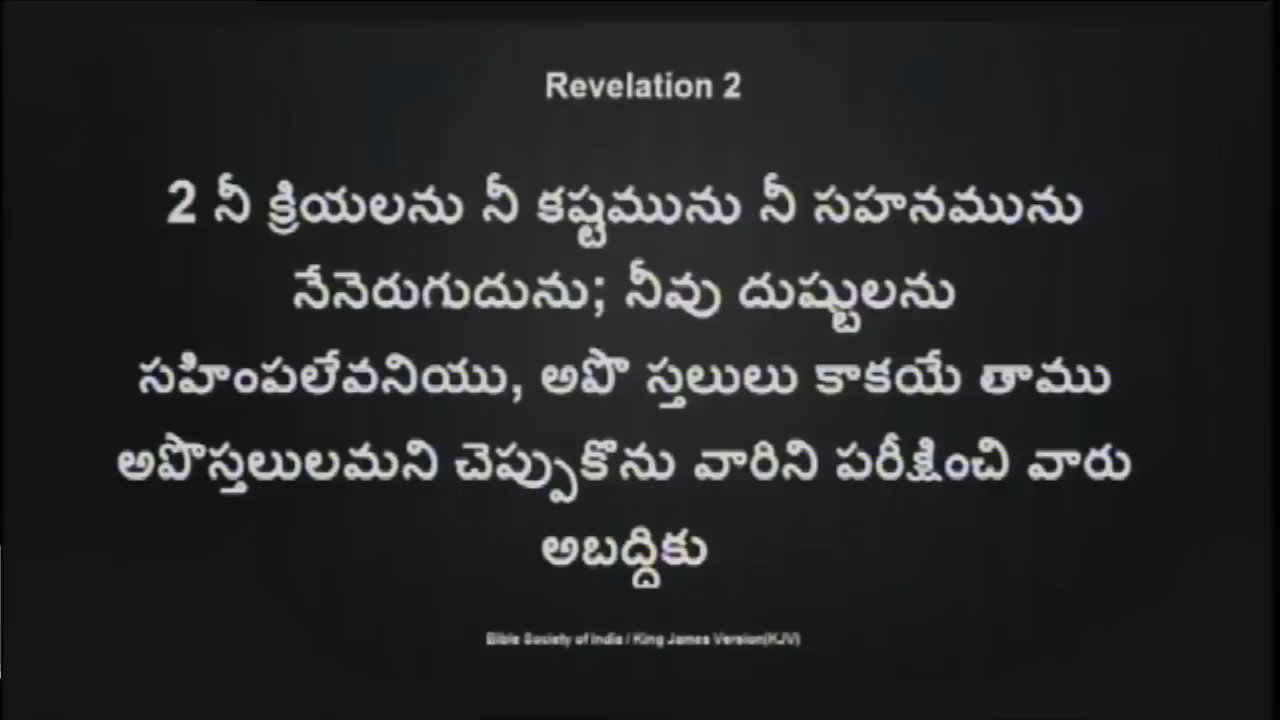 Revelation 2
2 నీ క్రియలను నీ కష్టమును నీ సహనమును
నేనెరుగుదును; నీవు దుష్టులను
సహింపలేవనియు, అపొ స్తలులు కాకయే తాము
అపొస్తలులమని చెప్పుకొను వారిని పరీక్షించి వారు
అబద్దికు
Bible Society of India / King James Version(KJV)